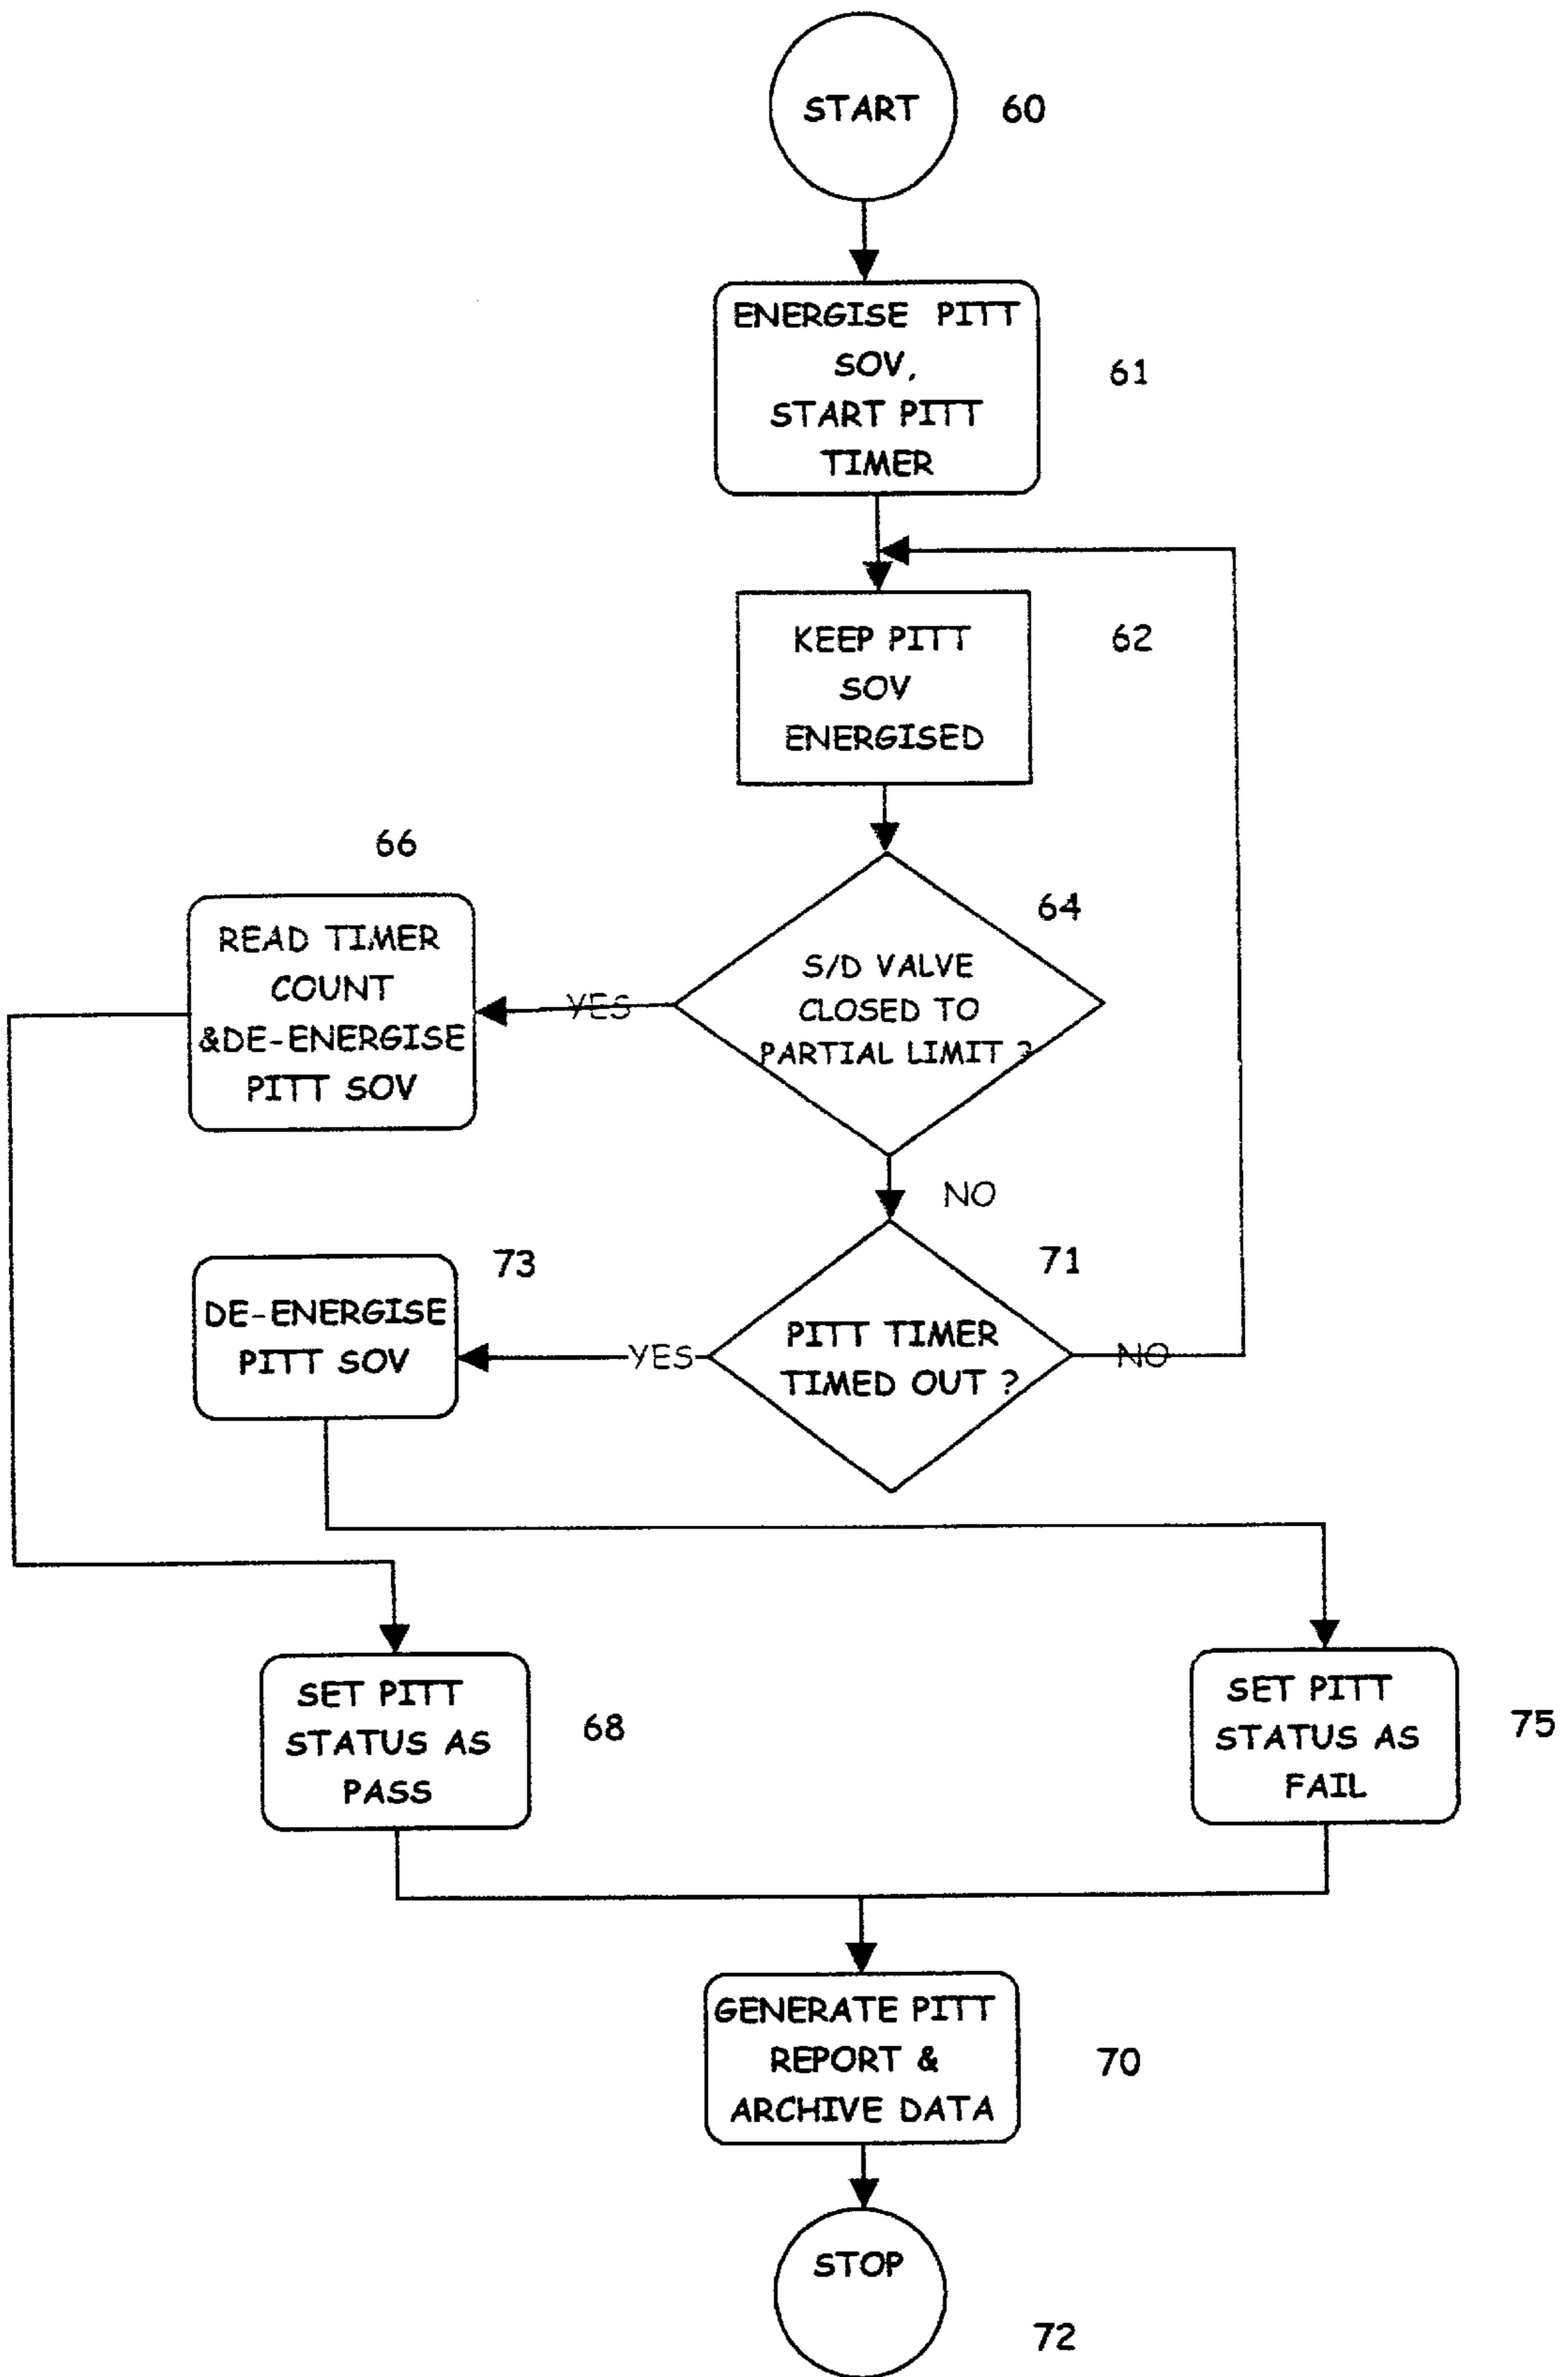 START
60
ENERGISE PITT
SOV,
START PITT
TIMER
61
KEEP PITT
SOV
ENERGISED
62
66
READ TIMER
COUNT
&DE-ENERGISE
PITT SOV
YES
64
S/D VALVE
CLOSED TO
PARTIAL LIMIT ?
NO
73
DE-ENERGISE
PITT SOV
YES
71
PITT TIMER
TIMED OUT ?
NO
SET PITT
STATUS AS
PASS
68
SET PITT
STATUS AS
FAIL
75
GENERATE PITT
REPORT &
ARCHIVE DATA
70
STOP
72